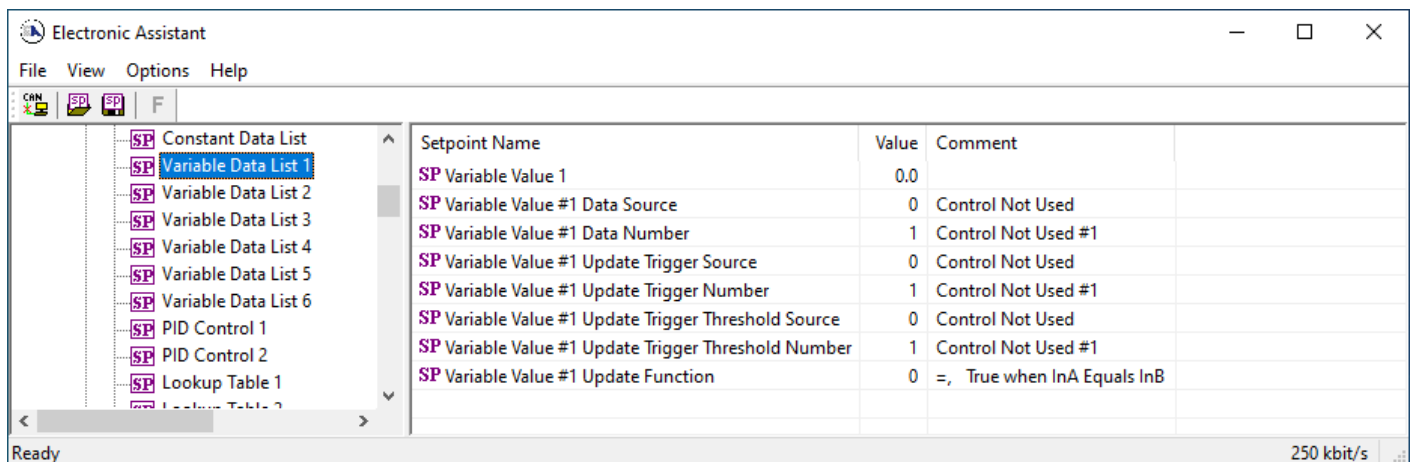 Electronic Assistant
File View Options Help
CAN SP SP F
SP Constant Data List
SP Variable Data List 1
SP Variable Data List 2
SP Variable Data List 3
SP Variable Data List 4
SP Variable Data List 5
SP Variable Data List 6
SP PID Control 1
SP PID Control 2
SP Lookup Table 1
Setpoint Name Value Comment
SP Variable Value 1 0.0
SP Variable Value #1 Data Source 0 Control Not Used
SP Variable Value #1 Data Number 1 Control Not Used #1
SP Variable Value #1 Update Trigger Source 0 Control Not Used
SP Variable Value #1 Update Trigger Number 1 Control Not Used #1
SP Variable Value #1 Update Trigger Threshold Source 0 Control Not Used
SP Variable Value #1 Update Trigger Threshold Number 1 Control Not Used #1
SP Variable Value #1 Update Function 0 =, True when InA Equals InB
Ready 250 kbit/s